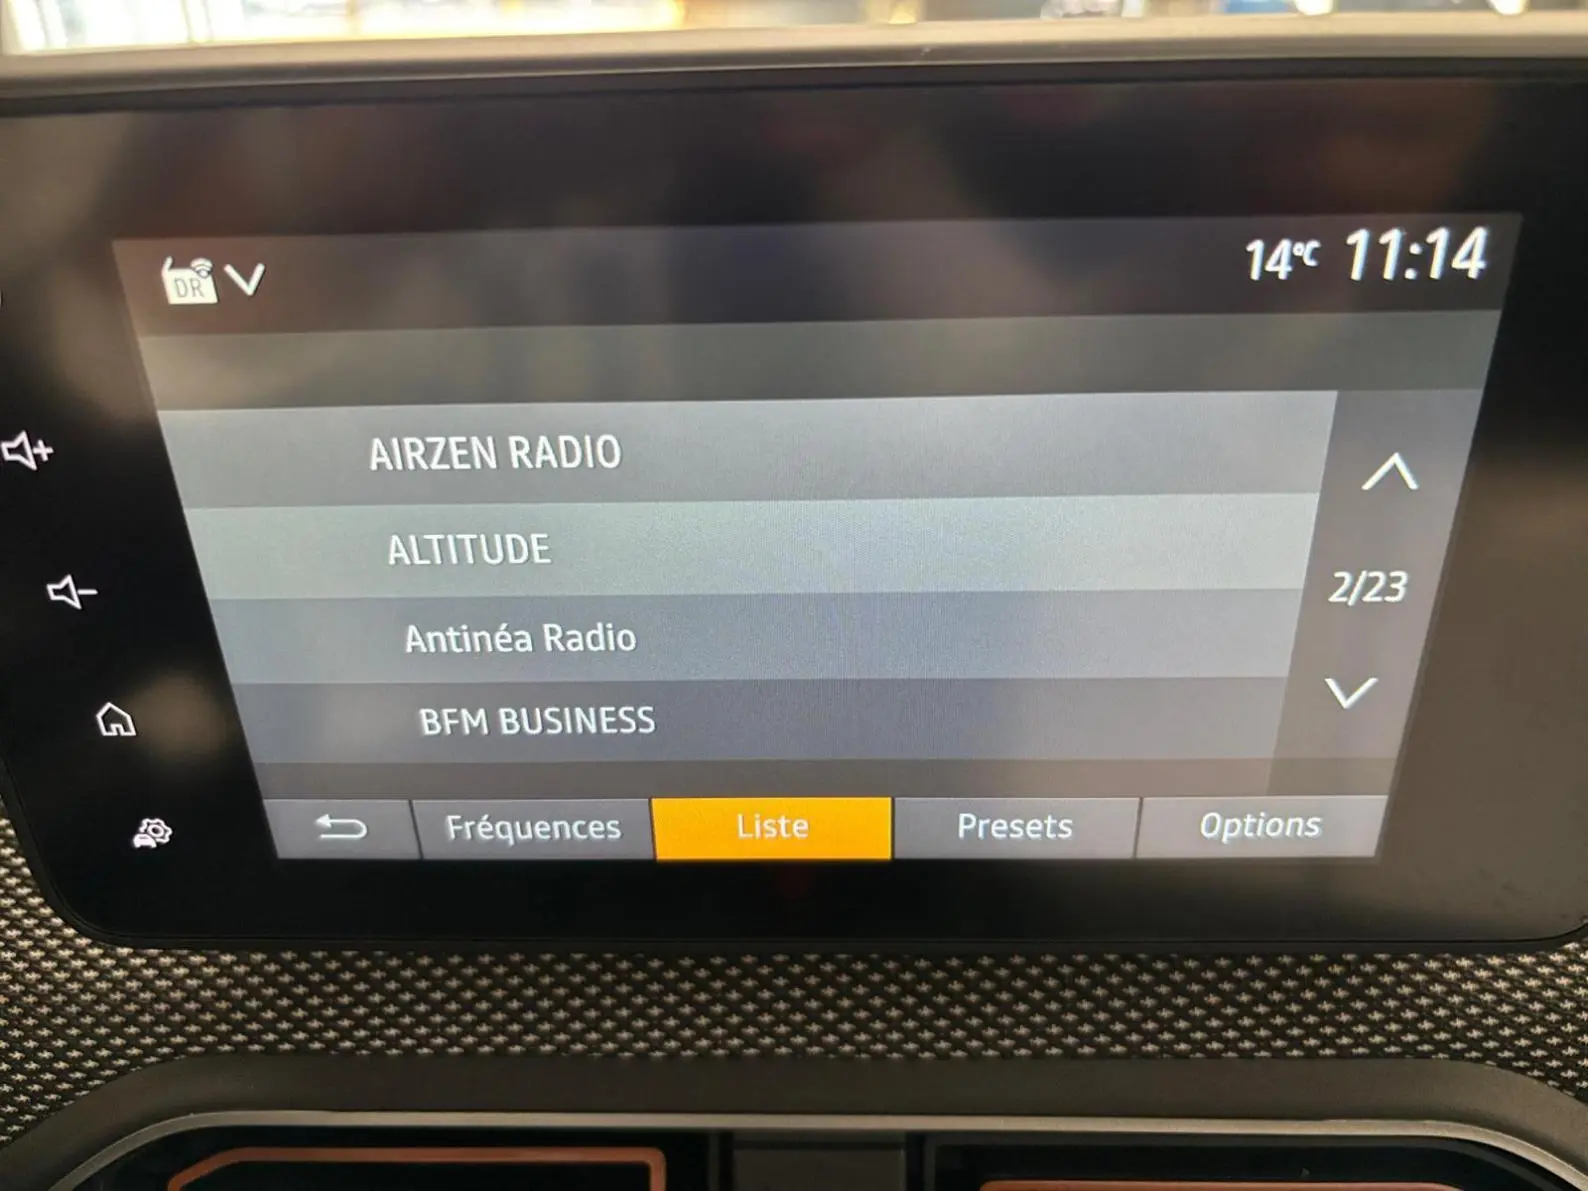 DR
14°C 11:14
AIRZEN RADIO
ALTITUDE
2/23
Antinéa Radio
BFM BUSINESS
Fréquences Liste Presets Options